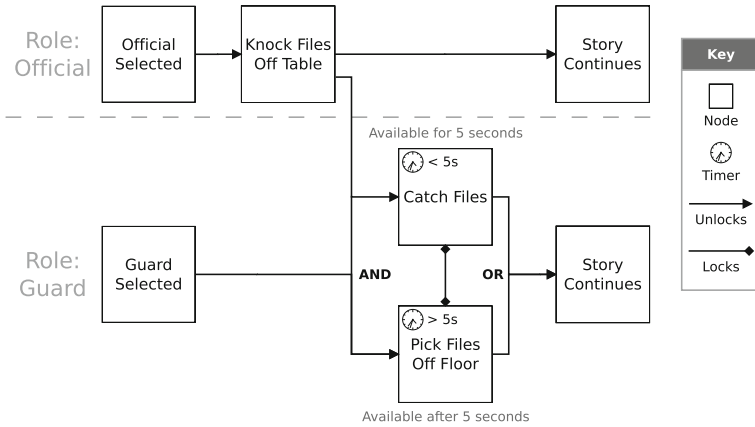 Role:
Official
Official
Selected
Knock Files
Off Table
Story
Continues
Key
Node
Timer
Unlocks
Locks
Available for 5 seconds
< 5s
Catch Files
Role:
Guard
Guard
Selected
AND
OR
Story
Continues
> 5s
Pick Files
Off Floor
Available after 5 seconds